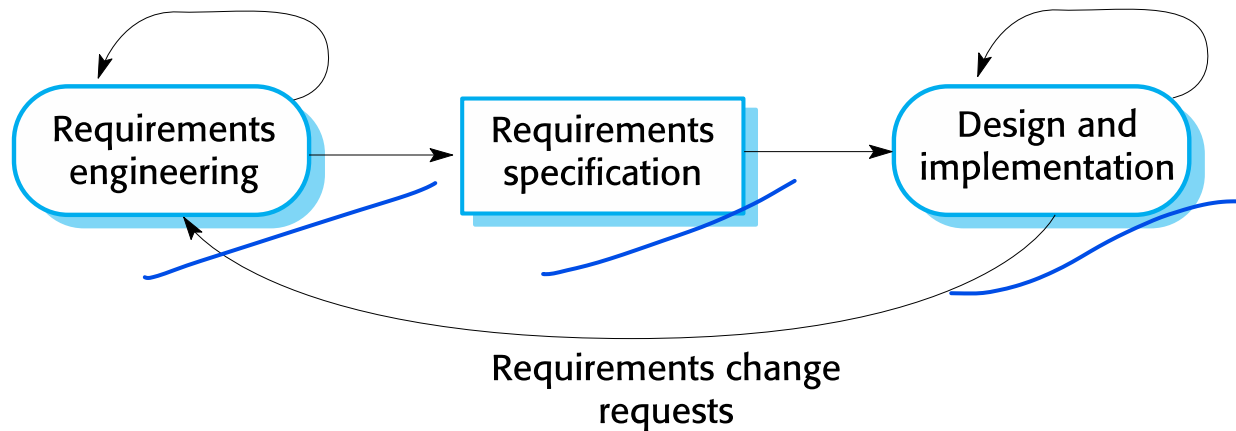 Requirements
engineering
Requirements
specification
Design and
implementation
Requirements change
requests